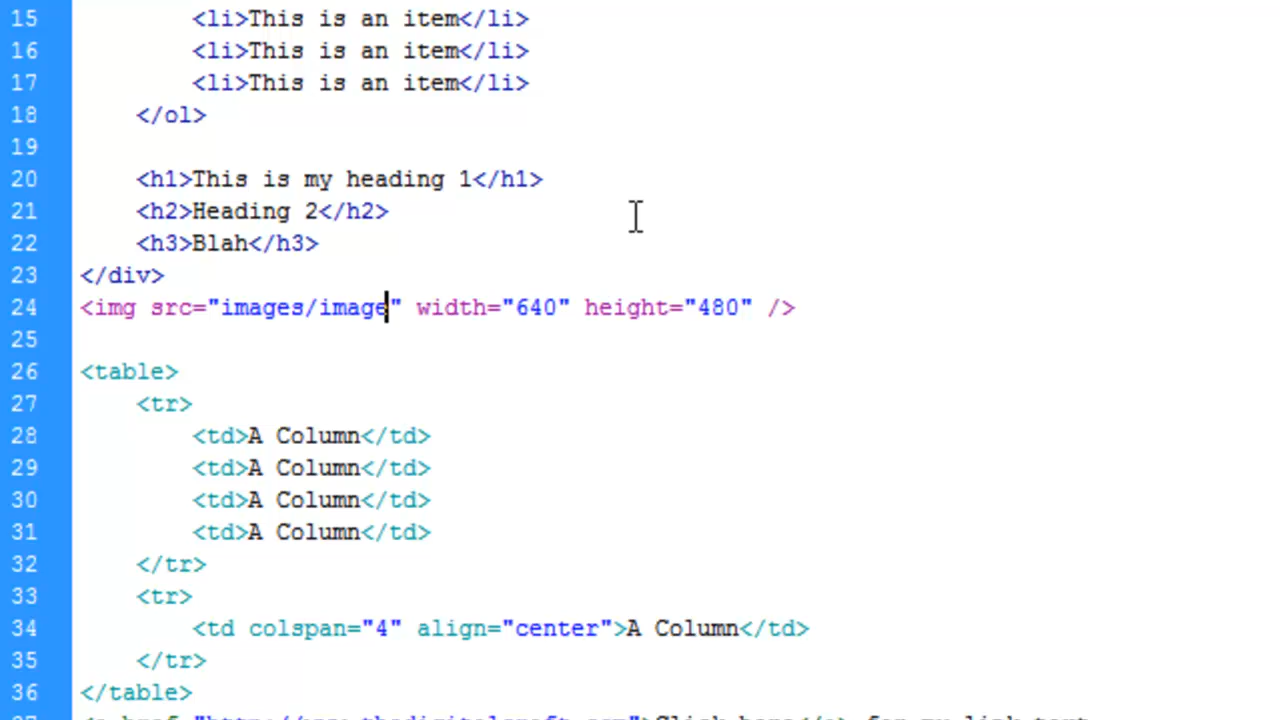 15 <li>This is an item</li>
16 <li>This is an item</li>
17 <li>This is an item</li>
18 </ol>
19
20 <h1>This is my heading 1</h1>
21 <h2>Heading 2</h2>
22 <h3>Blah</h3>
23 </div>
24 <img src="images/image" width="640" height="480" />
25
26 <table>
27 <tr>
28 <td>A Column</td>
29 <td>A Column</td>
30 <td>A Column</td>
31 <td>A Column</td>
32 </tr>
33 <tr>
34 <td colspan="4" align="center">A Column</td>
35 </tr>
36 </table>